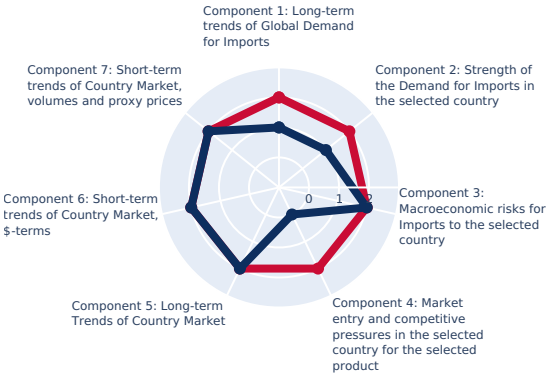 Component 1: Long-term
trends of Global Demand
for Imports
Component 2: Strength of
the Demand for Imports in
the selected country
Component 3:
Macroeconomic risks for
Imports to the selected
country
Component 4: Market
entry and competitive
pressures in the selected
country for the selected
product
Component 5: Long-term
Trends of Country Market
Component 6: Short-term
trends of Country Market,
$-terms
Component 7: Short-term
trends of Country Market,
volumes and proxy prices
0 1 2